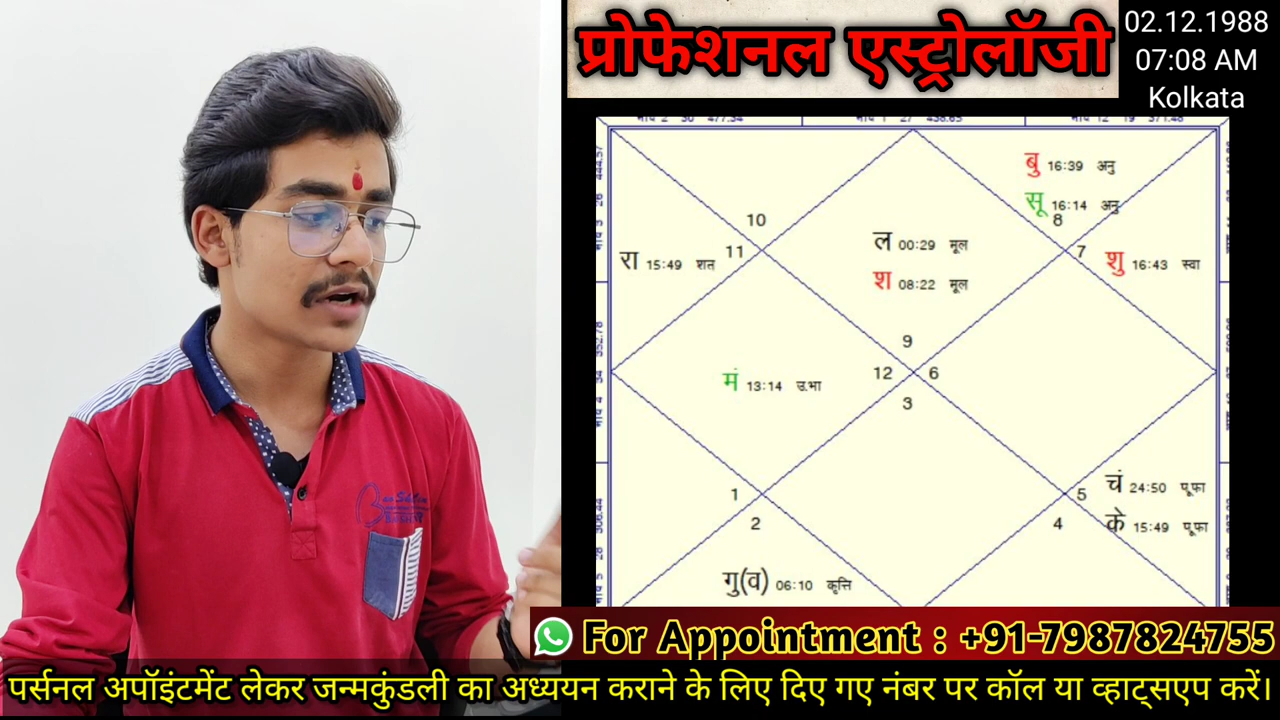 प्रोफेशनल एस्ट्रोलॉजी
02.12.1988
07:08 AM
Kolkata
बु 16:39 अनु
सू 16:14 अनु
8
10
ल 00:29 मूल
श 08:22 मूल
रा 15:49 शत 11
7 शु 16:43 स्वा
9
12 6
3
मं 13:14 उ.भा
1
2
5 चं 24:50 पू.फा
4 के 15:49 पू.फा
गु(व) 06:10 कृत्ति
For Appointment : +91-7987824755
पर्सनल अपॉइंटमेंट लेकर जन्मकुंडली का अध्ययन कराने के लिए दिए गए नंबर पर कॉल या व्हाट्सएप करें।